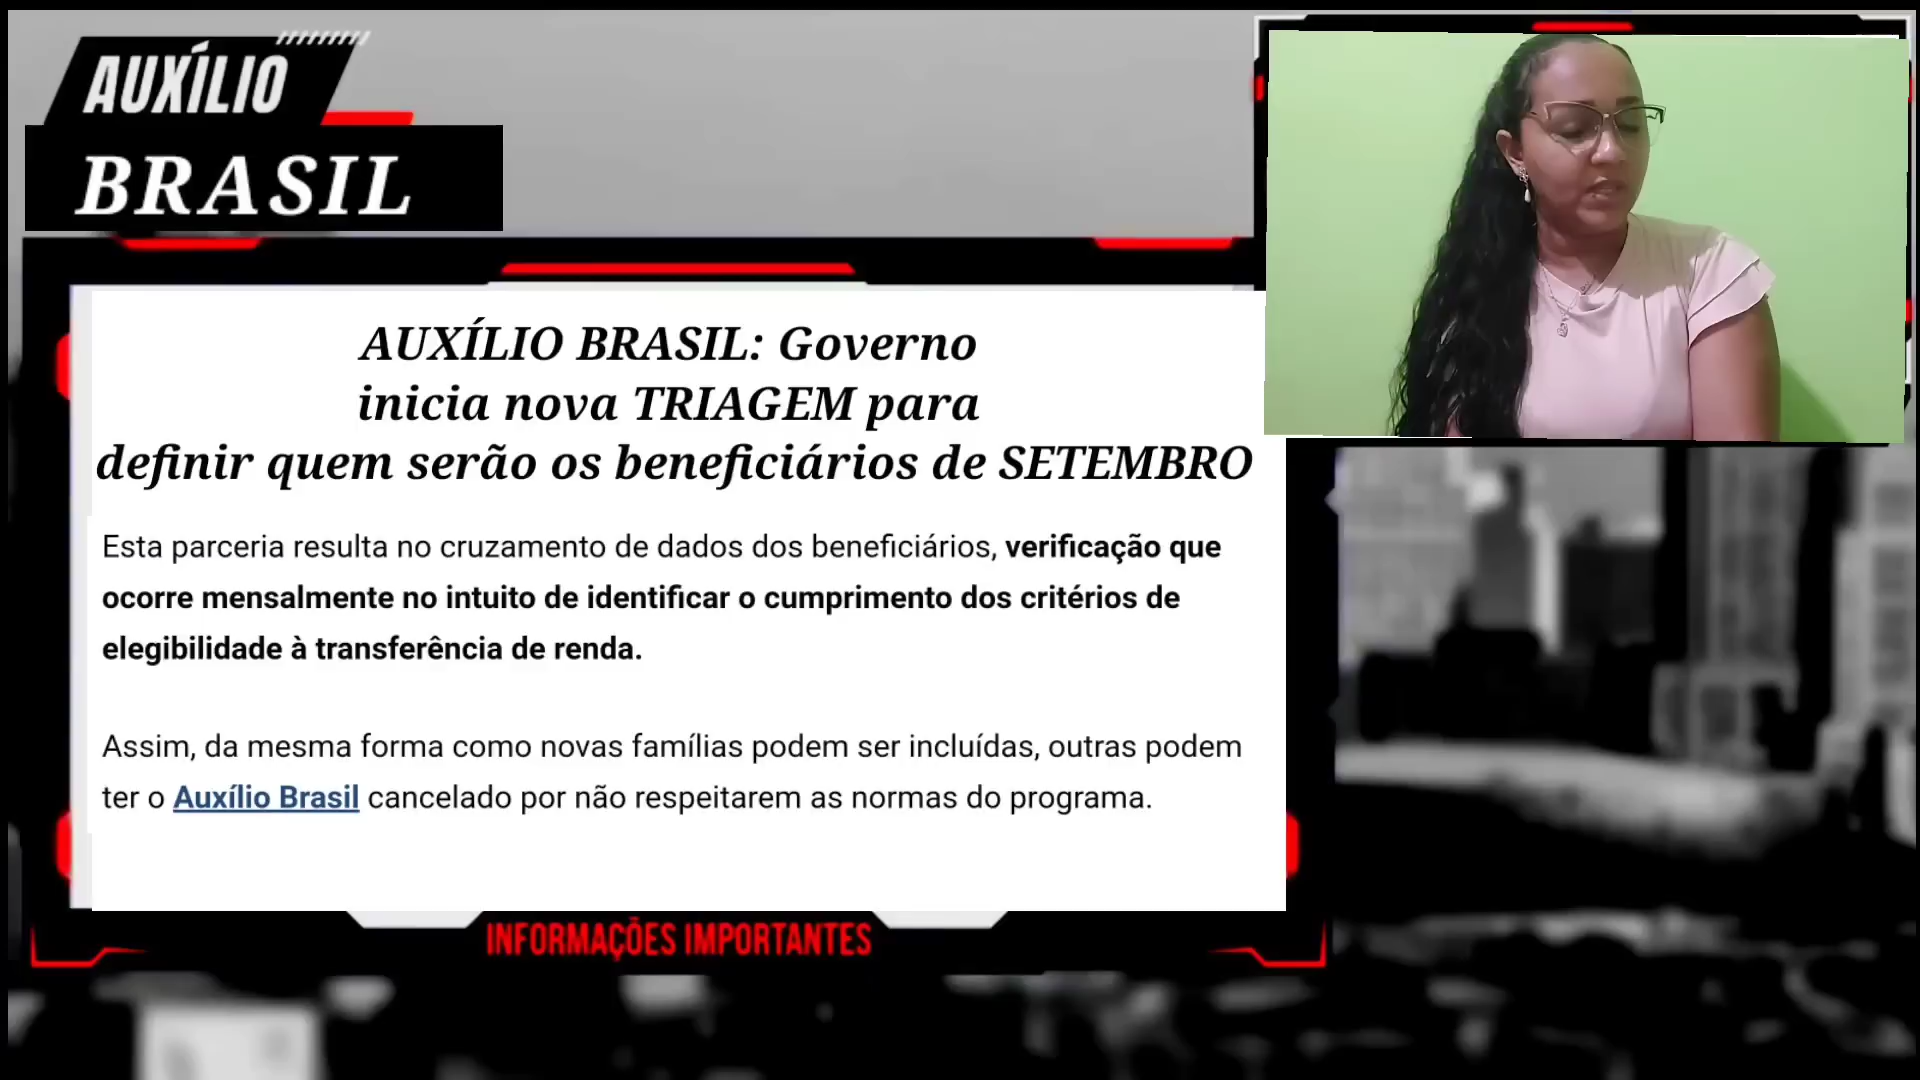 AUXÍLIO
BRASIL
AUXÍLIO BRASIL: Governo
inicia nova TRIAGEM para
definir quem serão os beneficiários de SETEMBRO
Esta parceria resulta no cruzamento de dados dos beneficiários, verificação que
ocorre mensalmente no intuito de identificar o cumprimento dos critérios de
elegibilidade à transferência de renda.
Assim, da mesma forma como novas famílias podem ser incluídas, outras podem
ter o Auxílio Brasil cancelado por não respeitarem as normas do programa.
INFORMAÇÕES IMPORTANTES